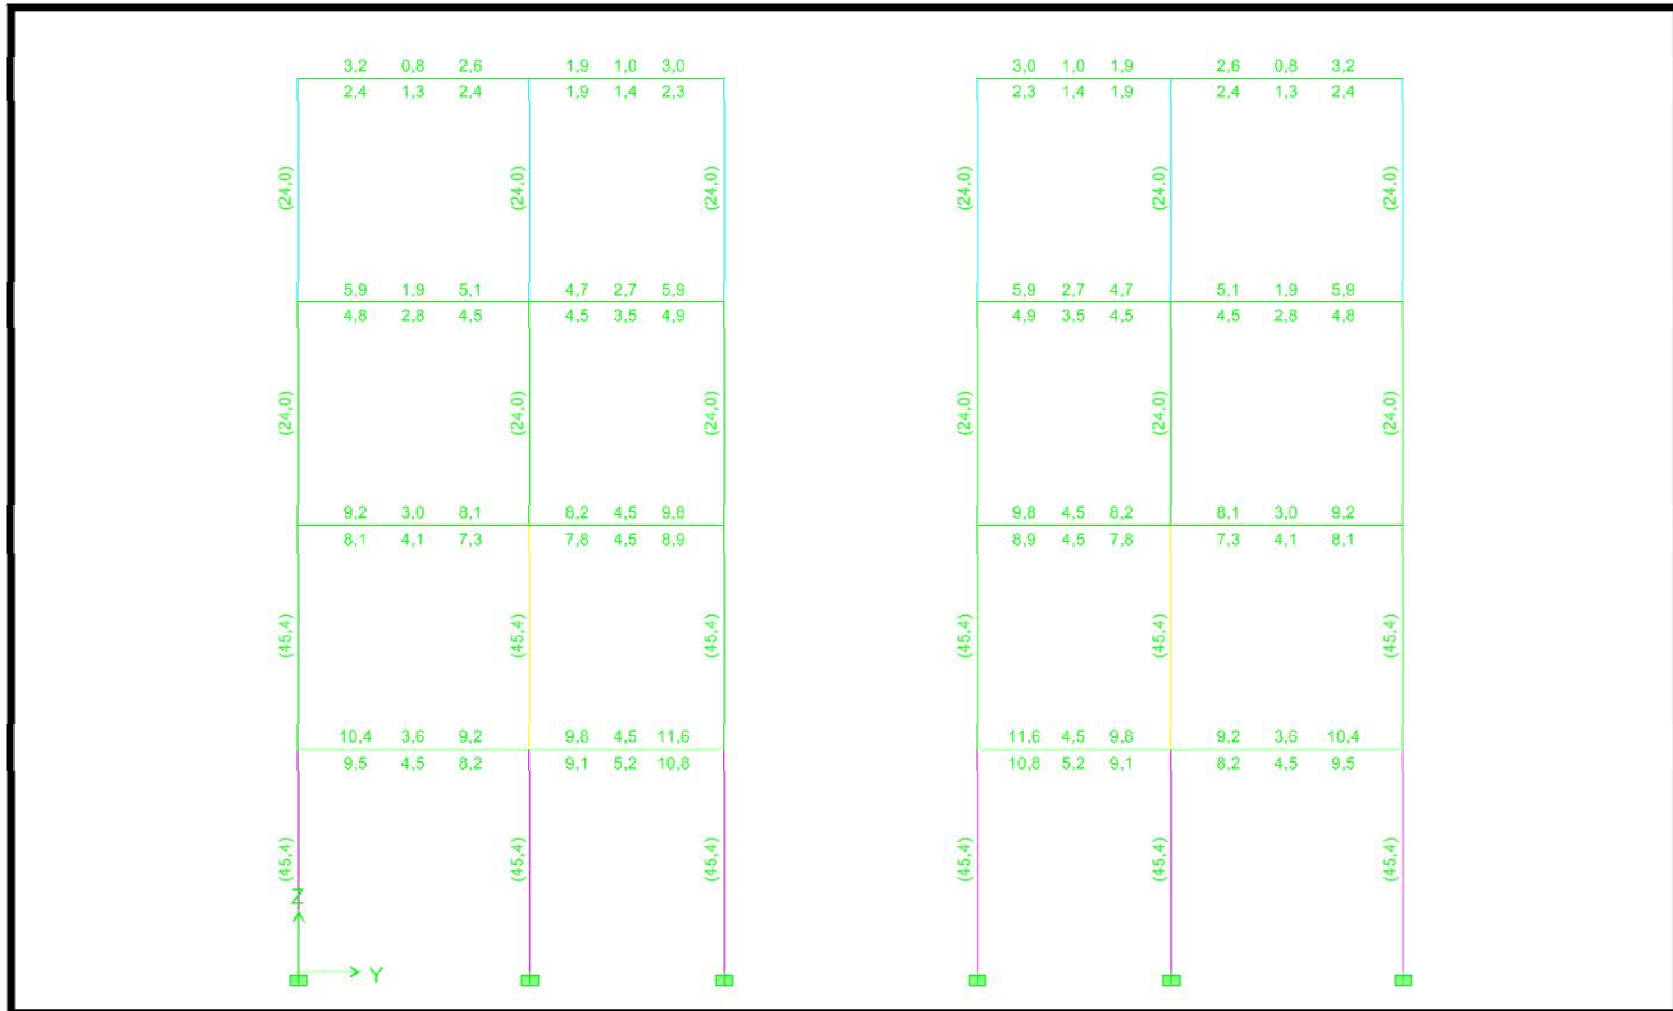 3,2 0,8 2,6 1,9 1,0 3,0 3,0 1,0 1,9 2,6 0,8 3,2
2,4 1,3 2,4 1,9 1,4 2,3 2,3 1,4 1,9 2,4 1,3 2,4
(24,0) (24,0) (24,0) (24,0) (24,0) (24,0)
5,9 1,9 5,1 4,7 2,7 5,9 5,9 2,7 4,7 5,1 1,9 5,9
4,8 2,8 4,5 4,5 3,5 4,9 4,9 3,5 4,5 4,5 2,8 4,8
(24,0) (24,0) (24,0) (24,0) (24,0) (24,0)
9,2 3,0 8,1 8,2 4,5 9,8 9,8 4,5 8,2 8,1 3,0 9,2
8,1 4,1 7,3 7,8 4,5 8,9 8,9 4,5 7,8 7,3 4,1 8,1
(45,4) (45,4) (45,4) (45,4) (45,4) (45,4)
10,4 3,6 9,2 9,8 4,5 11,6 11,6 4,5 9,8 9,2 3,6 10,4
9,5 4,5 8,2 9,1 5,2 10,8 10,8 5,2 9,1 8,2 4,5 9,5
(45,4) (45,4) (45,4) (45,4) (45,4) (45,4)
Z
Y